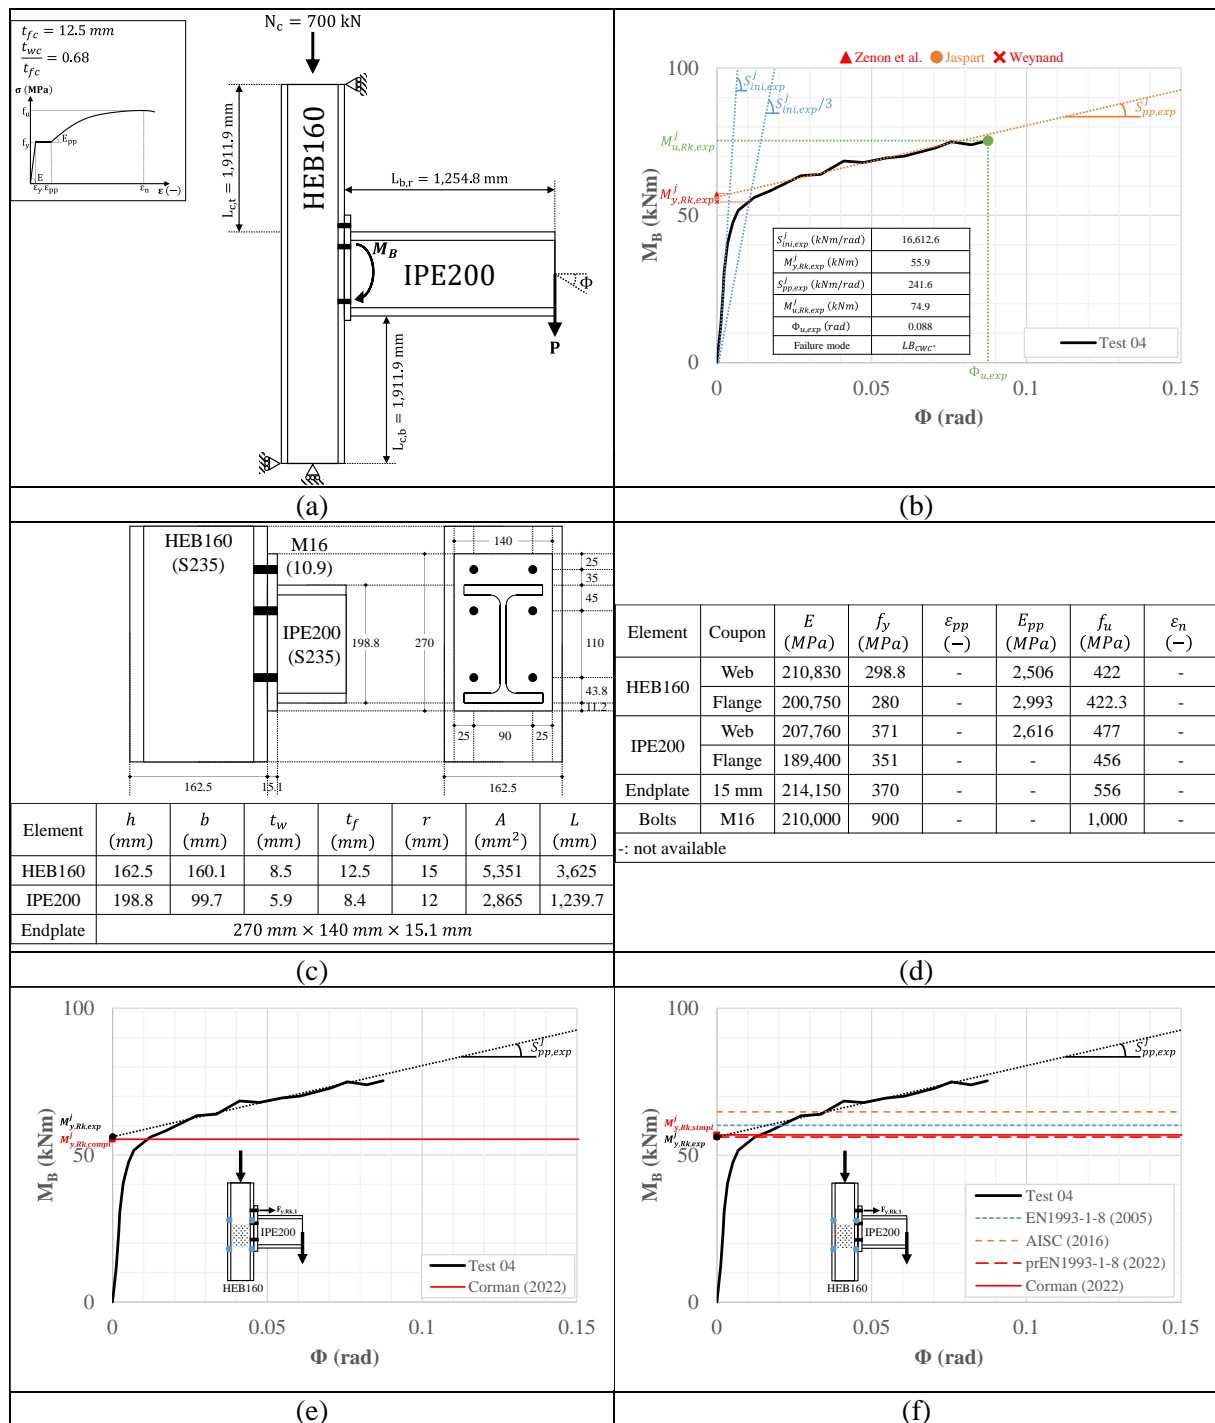 t_fc = 12.5 mm
t_wc/t_fc = 0.68
σ (MPa)
f_u
f_y
E_pp
E
ε_y ε_pp
ε_n
ε (−)
N_c = 700 kN
L_c,t = 1,911.9 mm
HEB160
L_b,r = 1,254.8 mm
M_B
IPE200
Φ
P
L_c,b = 1,911.9 mm
(a)
Zenon et al. Jaspart Weynand
100
50
0
M_B (kNm)
S^j_ini,exp
S^j_ini,exp/3
S^j_pp,exp
M^j_u,Rk,exp
M^j_y,Rk,exp
S^j_ini,exp (kNm/rad) 16,612.6
M^j_y,Rk,exp (kNm) 55.9
S^j_pp,exp (kNm/rad) 241.6
M^j_u,Rk,exp (kNm) 74.9
Φ_u,exp (rad) 0.088
Failure mode LB_CWC*
Test 04
0 0.05 0.1 0.15
Φ_u,exp
Φ (rad)
(b)
HEB160
(S235)
M16
(10.9)
IPE200
(S235)
198.8
270
162.5
15.1
140
25
35
45
110
43.8
11.2
25 90 25
162.5
Element h (mm) b (mm) t_w (mm) t_f (mm) r (mm) A (mm²) L (mm)
HEB160 162.5 160.1 8.5 12.5 15 5,351 3,625
IPE200 198.8 99.7 5.9 8.4 12 2,865 1,239.7
Endplate 270 mm × 140 mm × 15.1 mm
(c)
Element Coupon E (MPa) f_y (MPa) ε_pp (−) E_pp (MPa) f_u (MPa) ε_n (−)
HEB160 Web 210,830 298.8 - 2,506 422 -
Flange 200,750 280 - 2,993 422.3 -
IPE200 Web 207,760 371 - 2,616 477 -
Flange 189,400 351 - - 456 -
Endplate 15 mm 214,150 370 - - 556 -
Bolts M16 210,000 900 - - 1,000 -
-: not available
(d)
100
50
0
M_B (kNm)
S^j_pp,exp
M^j_y,Rk,exp
M^j_y,Rk,compl
F_y,Rk,1
IPE200
HEB160
Test 04
Corman (2022)
0 0.05 0.1 0.15
Φ (rad)
(e)
100
50
0
M_B (kNm)
S^j_pp,exp
M^j_y,Rk,simpl
M^j_y,Rk,exp
F_y,Rk,1
IPE200
HEB160
Test 04
EN1993-1-8 (2005)
AISC (2016)
prEN1993-1-8 (2022)
Corman (2022)
0 0.05 0.1 0.15
Φ (rad)
(f)